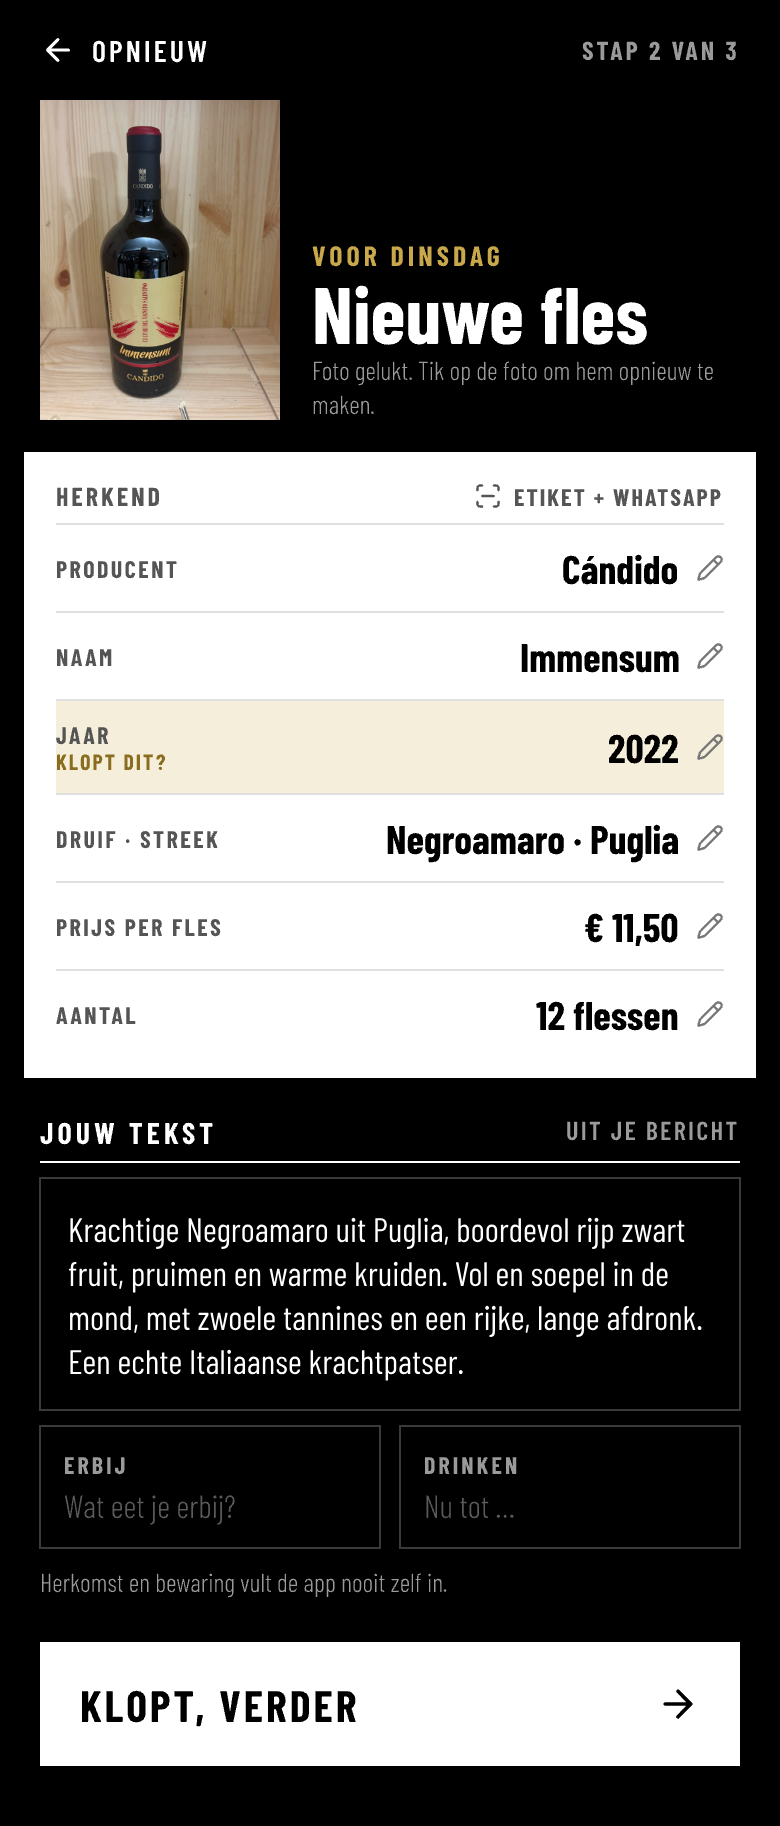 OPNIEUW
STAP 2 VAN 3
CANDIDO
Immensum
CANDIDO
VOOR DINSDAG
Nieuwe fles
Foto gelukt. Tik op de foto om hem opnieuw te
maken.
HERKEND
ETIKET + WHATSAPP
PRODUCENT
Cándido
NAAM
Immensum
JAAR
KLOPT DIT?
2022
DRUIF · STREEK
Negroamaro · Puglia
PRIJS PER FLES
€ 11,50
AANTAL
12 flessen
JOUW TEKST
UIT JE BERICHT
Krachtige Negroamaro uit Puglia, boordevol rijp zwart
fruit, pruimen en warme kruiden. Vol en soepel in de
mond, met zwoele tannines en een rijke, lange afdronk.
Een echte Italiaanse krachtpatser.
ERBIJ
Wat eet je erbij?
DRINKEN
Nu tot ...
Herkomst en bewaring vult de app nooit zelf in.
KLOPT, VERDER